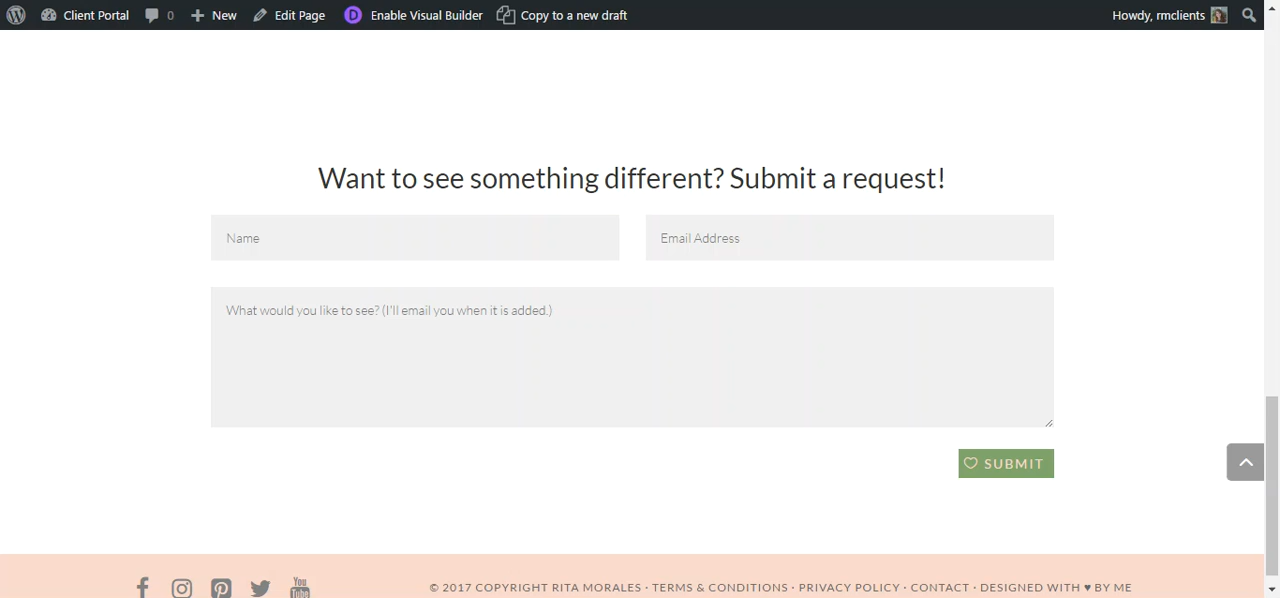 Client Portal 0 New Edit Page Enable Visual Builder Copy to a new draft Howdy, rmclients
Want to see something different? Submit a request!
Name Email Address
What would you like to see? (I'll email you when it is added.)
SUBMIT
© 2017 COPYRIGHT RITA MORALES · TERMS & CONDITIONS · PRIVACY POLICY · CONTACT · DESIGNED WITH ♥ BY ME